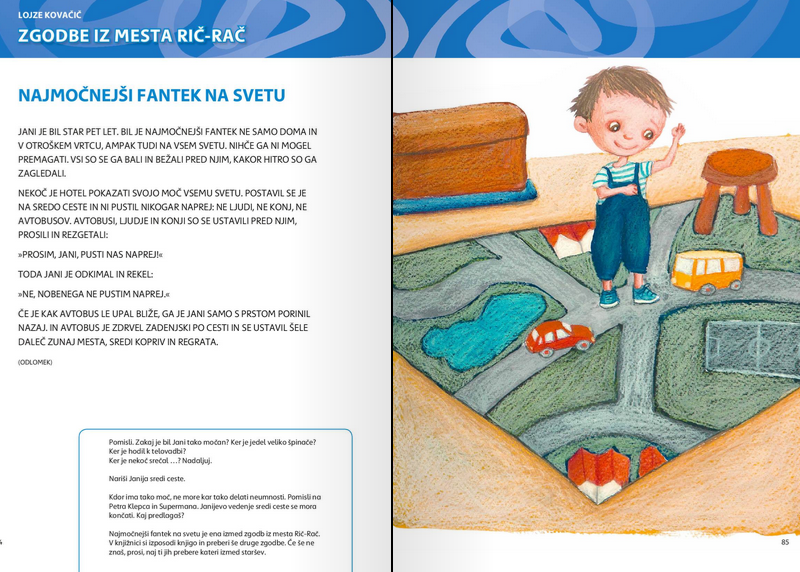 LOJZE KOVAČIČ
ZGODBE IZ MESTA RIČ-RAČ
NAJMOČNEJŠI FANTEK NA SVETU
JANI JE BIL STAR PET LET. BIL JE NAJMOČNEJŠI FANTEK NE SAMO DOMA IN
V OTROŠKEM VRTCU, AMPAK TUDI NA VSEM SVETU. NIHČE GA NI MOGEL
PREMAGATI. VSI SO SE GA BALI IN BEŽALI PRED NJIM, KAKOR HITRO SO GA
ZAGLEDALI.
NEKOČ JE HOTEL POKAZATI SVOJO MOČ VSEMU SVETU. POSTAVIL SE JE
NA SREDO CESTE IN NI PUSTIL NIKOGAR NAPREJ: NE LJUDI, NE KONJ, NE
AVTOBUSOV. AVTOBUSI, LJUDJE IN KONJI SO SE USTAVILI PRED NJIM,
PROSILI IN REZGETALI:
»PROSIM, JANI, PUSTI NAS NAPREJ!«
TODA JANI JE ODKIMAL IN REKEL:
»NE, NOBENEGA NE PUSTIM NAPREJ.«
ČE JE KAK AVTOBUS LE UPAL BLIŽE, GA JE JANI SAMO S PRSTOM PORINIL
NAZAJ. IN AVTOBUS JE ZDRVEL ZADENJSKI PO CESTI IN SE USTAVIL ŠELE
DALEČ ZUNAJ MESTA, SREDI KOPRIV IN REGRATA.
(ODLOMEK)
Pomisli. Zakaj je bil Jani tako močan? Ker je jedel veliko špinače?
Ker je hodil k telovadbi?
Ker je nekoč srečal ...? Nadaljuj.
Nariši Janija sredi ceste.
Kdor ima tako moč, ne more kar tako delati neumnosti. Pomisli na
Petra Klepca in Supermana. Janijevo vedenje sredi ceste se mora
končati. Kaj predlagaš?
Najmočnejši fantek na svetu je ena izmed zgodb iz mesta Rič-Rač.
V knjižnici si izposodi knjigo in preberi še druge zgodbe. Če še ne
znaš, prosi, naj ti jih prebere kateri izmed staršev.
85